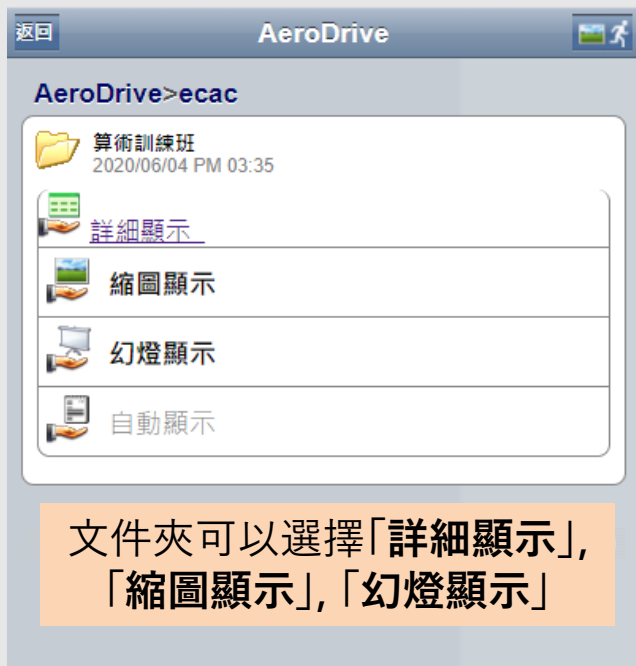 返回 AeroDrive
AeroDrive>ecac
算術訓練班
2020/06/04 PM 03:35
詳細顯示
縮圖顯示
幻燈顯示
自動顯示
文件夾可以選擇「詳細顯示」,
「縮圖顯示」,「幻燈顯示」